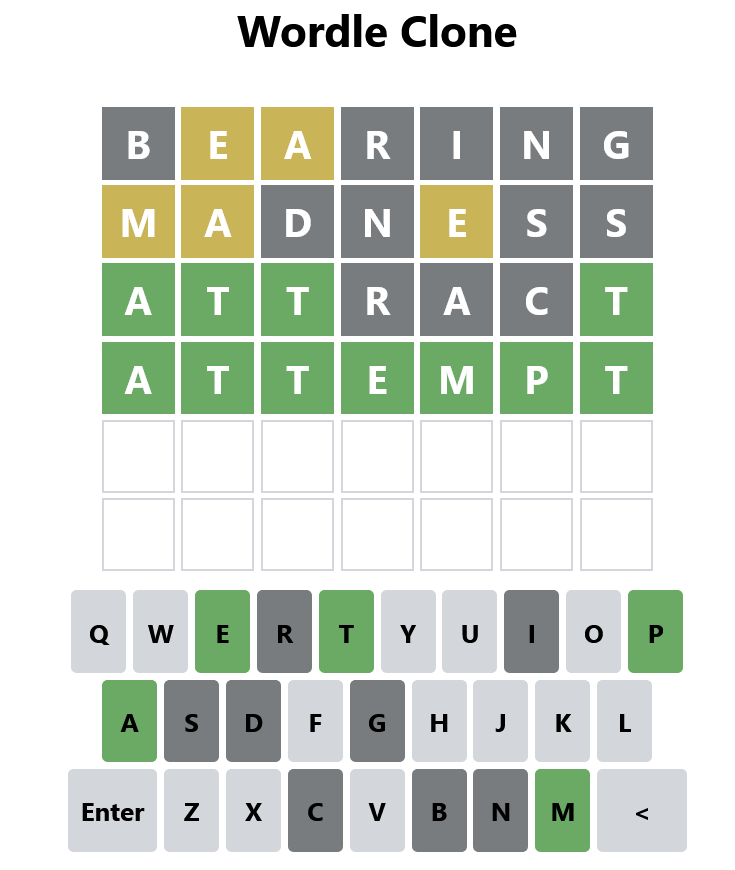 Wordle Clone
B E A R I N G
M A D N E S S
A T T R A C T
A T T E M P T
Q W E R T Y U I O P
A S D F G H J K L
Enter Z X C V B N M <